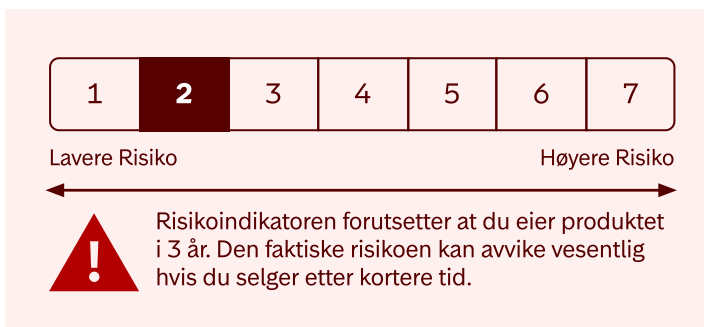 1 2 3 4 5 6 7
Lavere Risiko Høyere Risiko
!
Risikoindikatoren forutsetter at du eier produktet
i 3 år. Den faktiske risikoen kan avvike vesentlig
hvis du selger etter kortere tid.